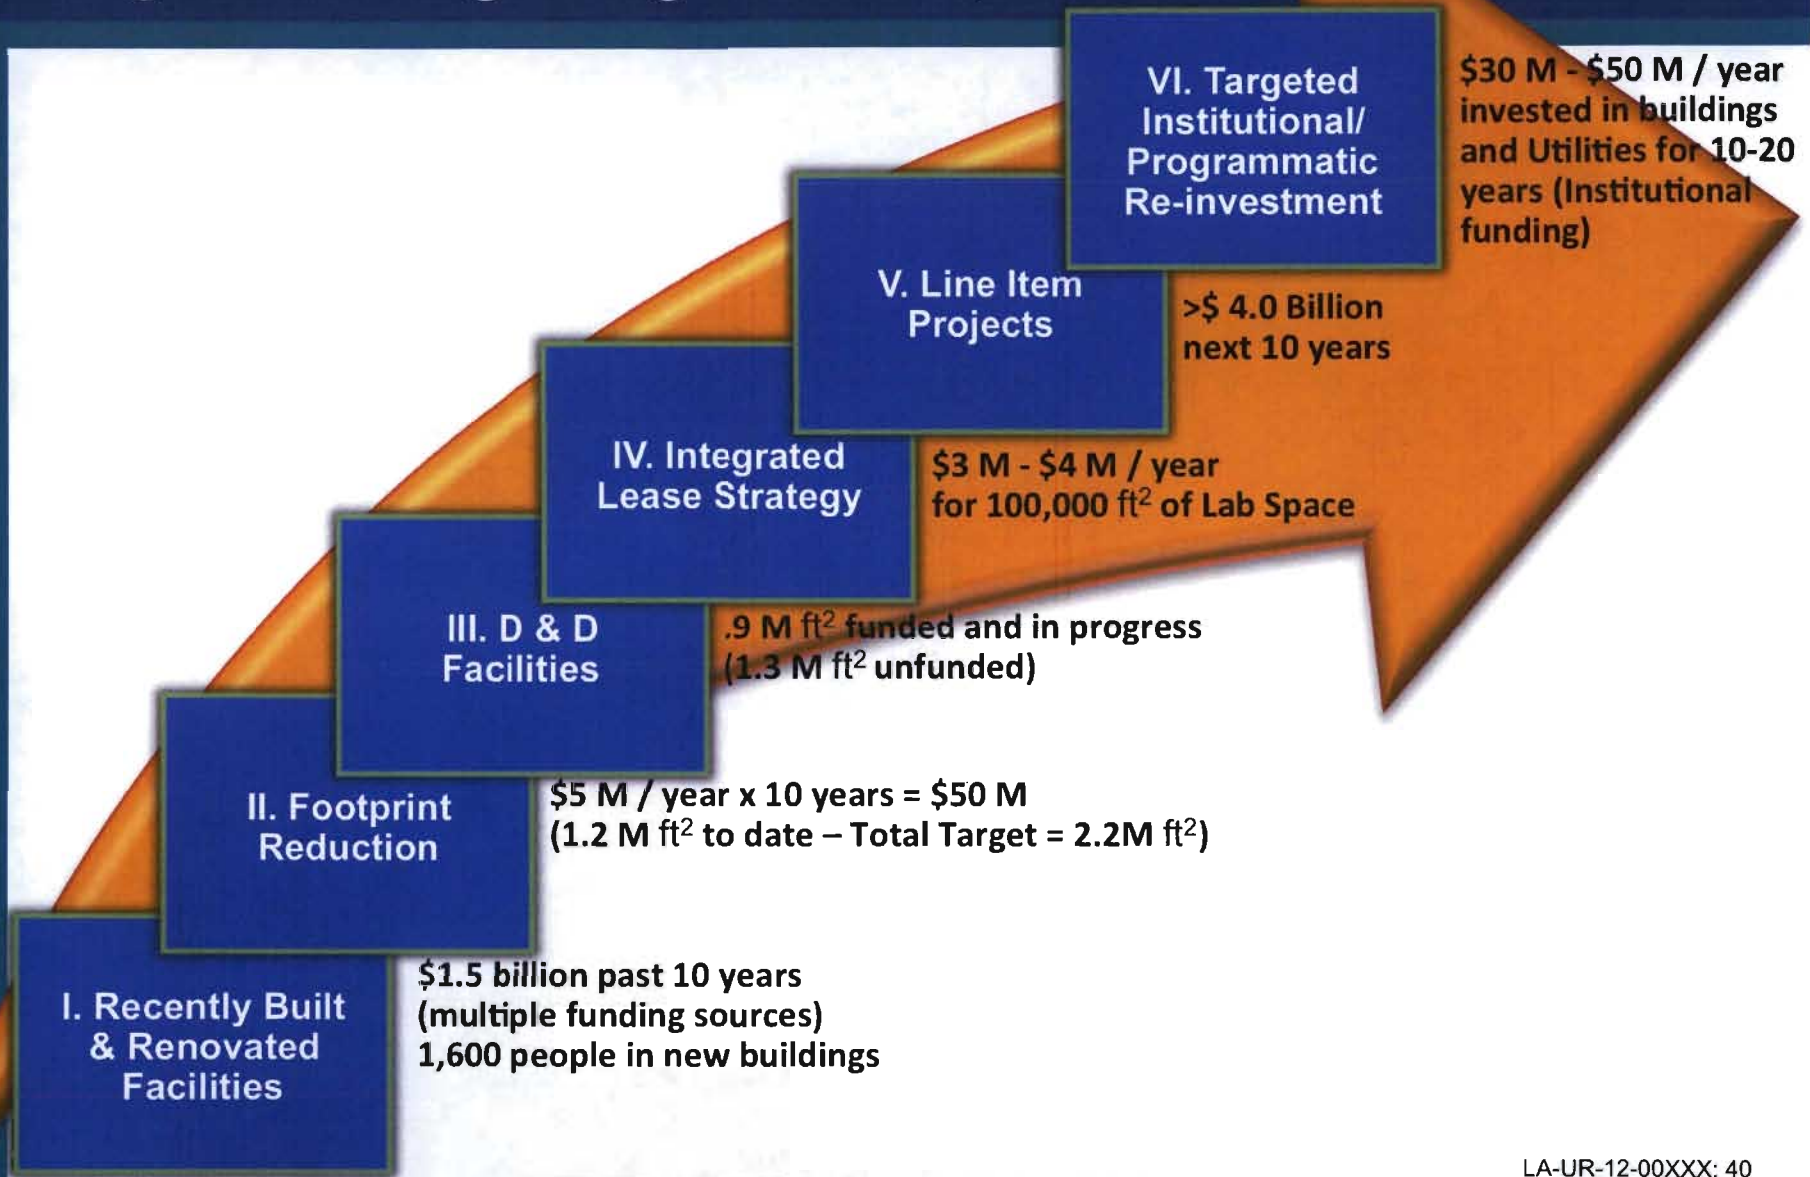 VI. Targeted
Institutional/
Programmatic
Re-investment
$30 M - $50 M / year
invested in buildings
and Utilities for 10-20
years (Institutional
funding)
V. Line Item
Projects
>$ 4.0 Billion
next 10 years
IV. Integrated
Lease Strategy
$3 M - $4 M / year
for 100,000 ft² of Lab Space
III. D & D
Facilities
.9 M ft² funded and in progress
(1.3 M ft² unfunded)
II. Footprint
Reduction
$5 M / year x 10 years = $50 M
(1.2 M ft² to date – Total Target = 2.2M ft²)
I. Recently Built
& Renovated
Facilities
$1.5 billion past 10 years
(multiple funding sources)
1,600 people in new buildings
LA-UR-12-00XXX: 40